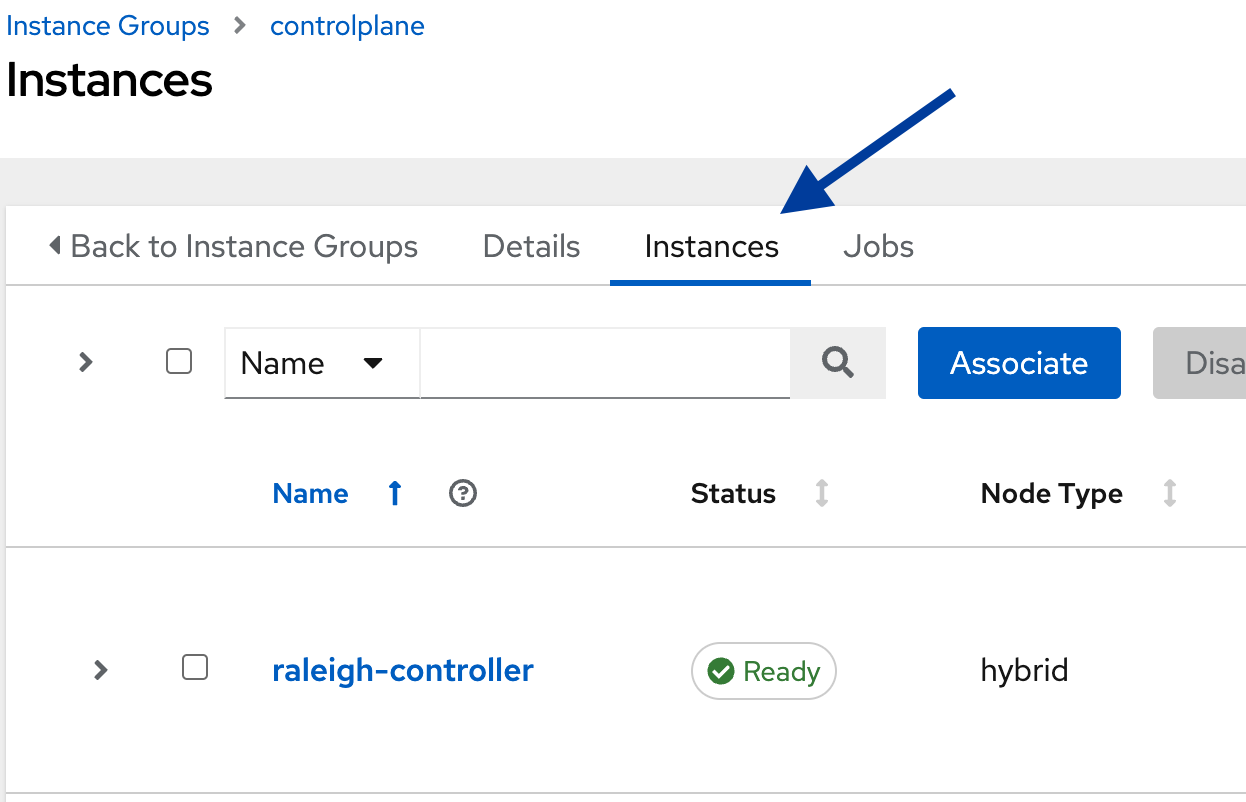 Instance Groups > controlplane
Instances
Back to Instance Groups Details Instances Jobs
Name Associate Disa
Name Status Node Type
raleigh-controller Ready hybrid